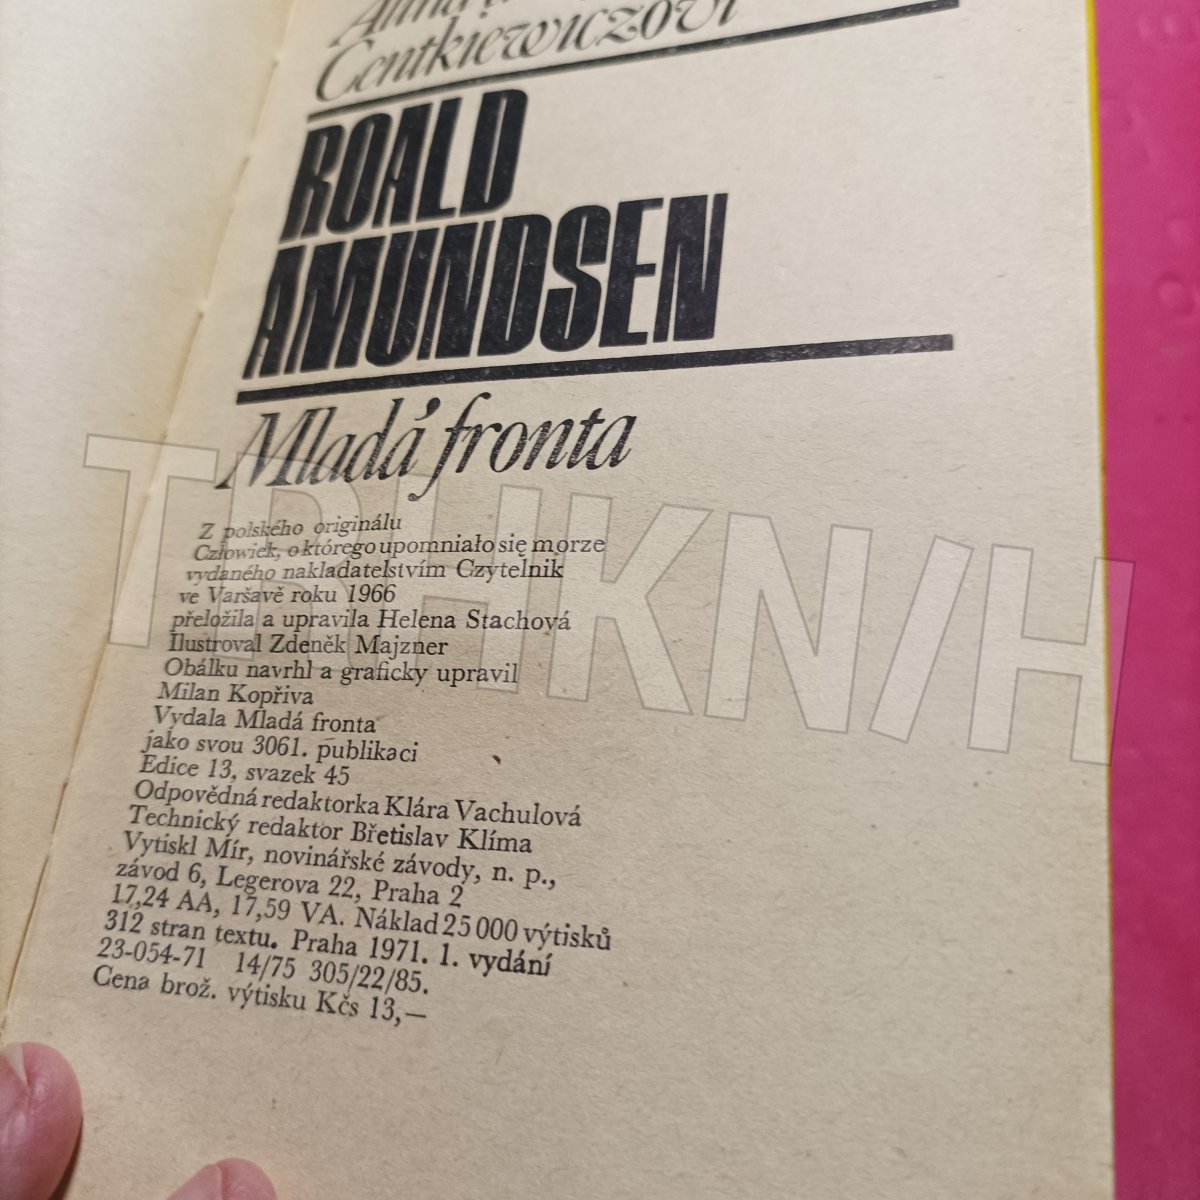 Centkiewiczovi
ROALD
AMUNDSEN
Mladá fronta
Z polského originálu
Człowiek, o którego upomniało się morze
vydaného nakladatelstvím Czytelnik
ve Varšavě roku 1966
přeložila a upravila Helena Stachová
Ilustroval Zdeněk Majzner
Obálku navrhl a graficky upravil
Milan Kopřiva
Vydala Mladá fronta
jako svou 3061. publikaci
Edice 13, svazek 45
Odpovědná redaktorka Klára Vachulová
Technický redaktor Břetislav Klíma
Vytiskl Mír, novinářské závody, n. p.,
závod 6, Legerova 22, Praha 2
17,24 AA, 17,59 VA. Náklad 25 000 výtisků
312 stran textu. Praha 1971. 1. vydání
23-054-71 14/75 305/22/85.
Cena brož. výtisku Kčs 13,—
TRHKN/H